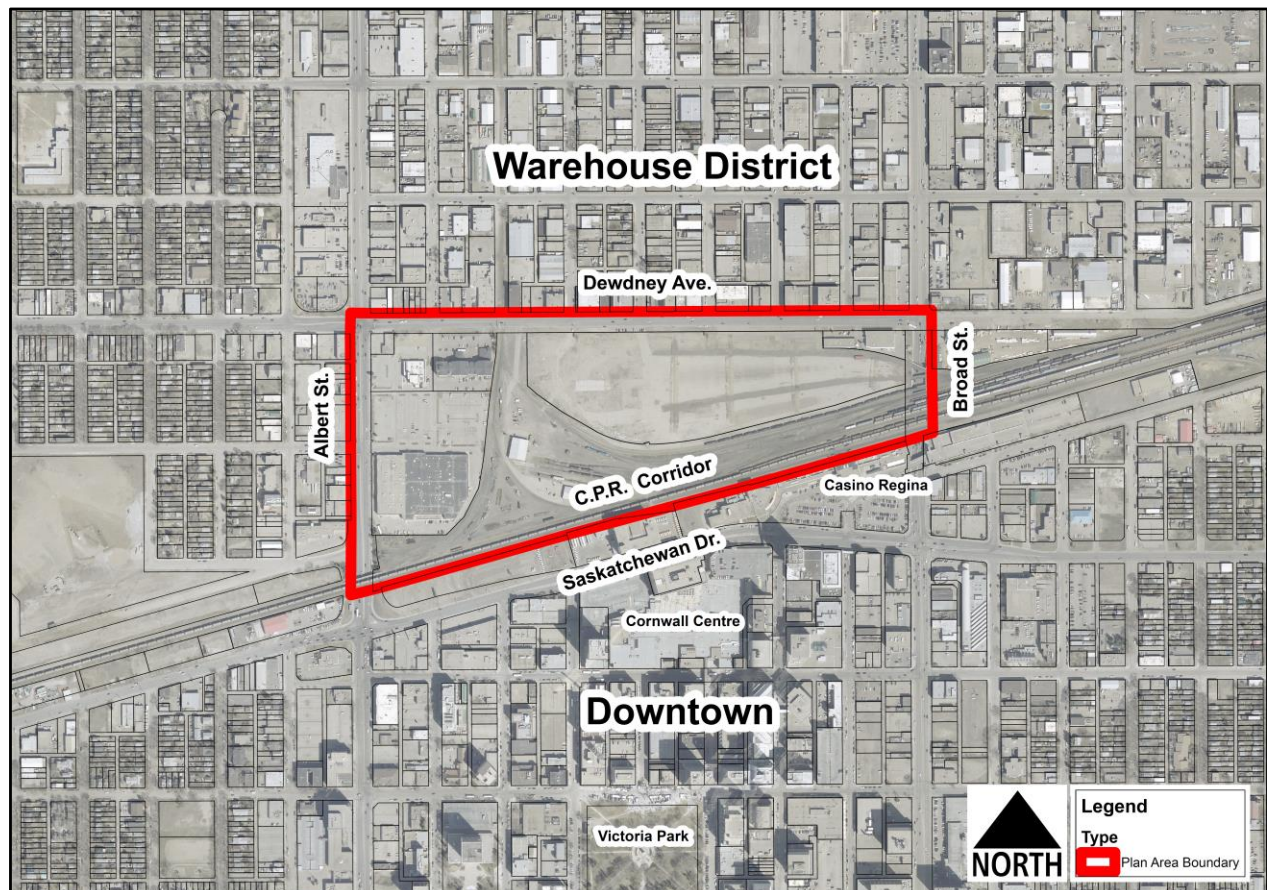 Warehouse District
Dewdney Ave.
Albert St.
Broad St.
C.P.R. Corridor
Casino Regina
Saskatchewan Dr.
Cornwall Centre
Downtown
Victoria Park
NORTH
Legend
Type
Plan Area Boundary